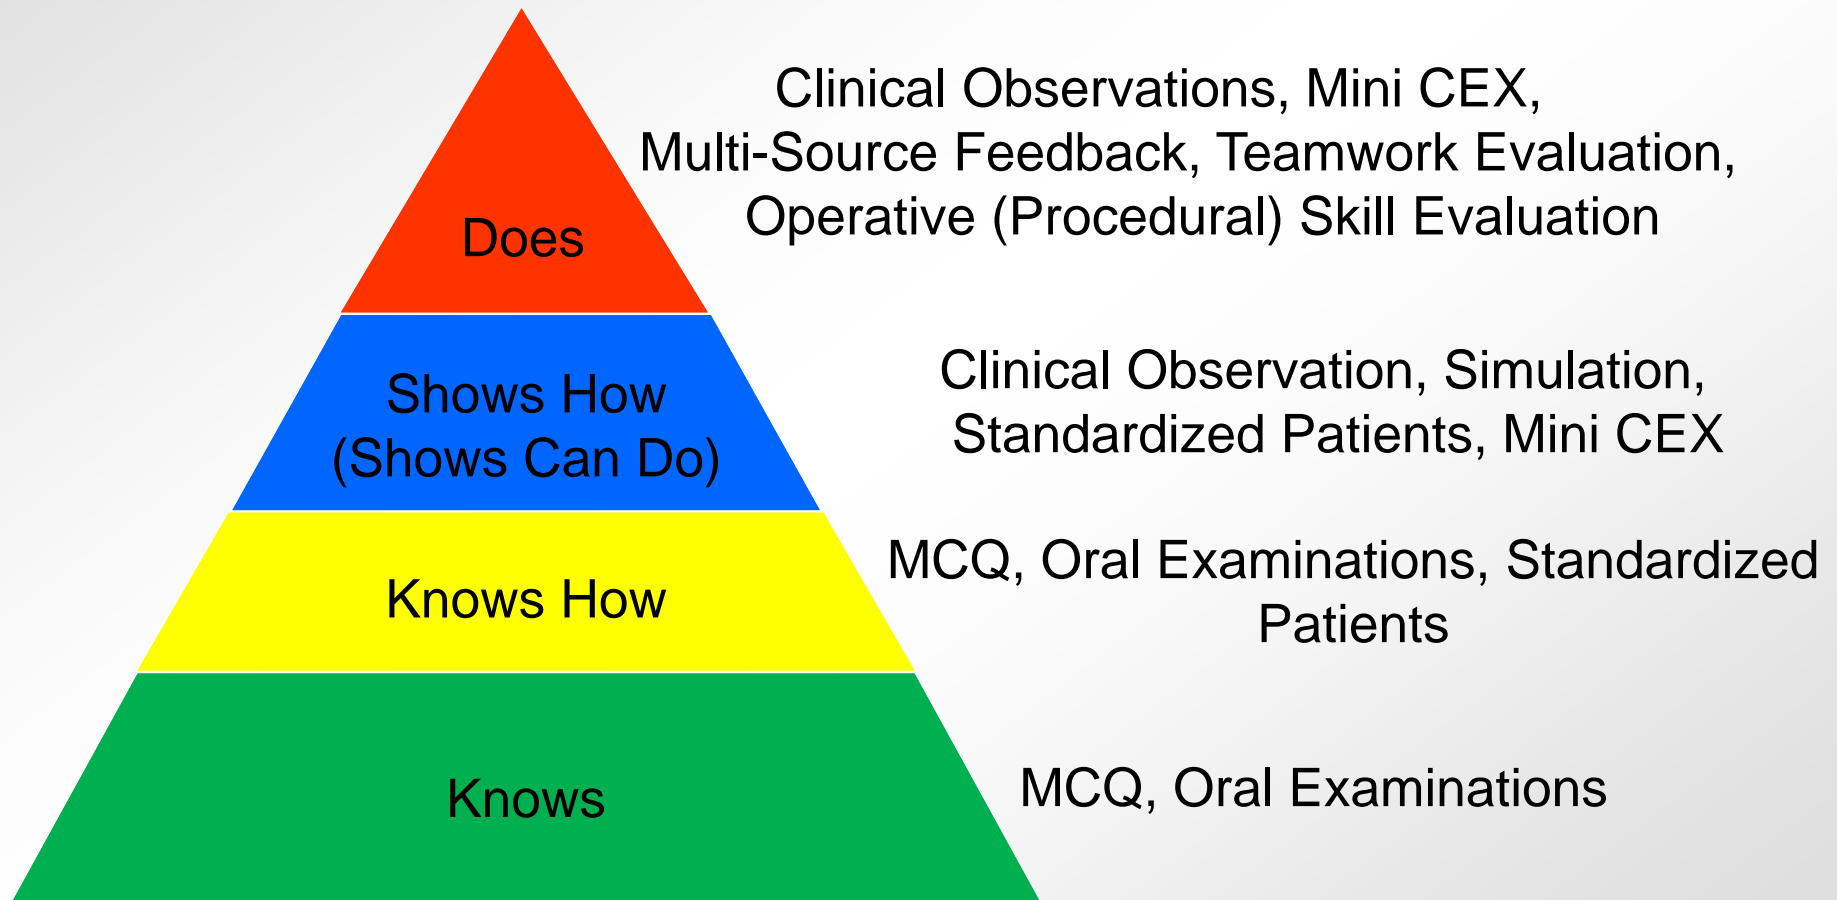 Clinical Observations, Mini CEX,
Multi-Source Feedback, Teamwork Evaluation,
Operative (Procedural) Skill Evaluation
Does
Clinical Observation, Simulation,
Standardized Patients, Mini CEX
Shows How
(Shows Can Do)
MCQ, Oral Examinations, Standardized
Patients
Knows How
MCQ, Oral Examinations
Knows